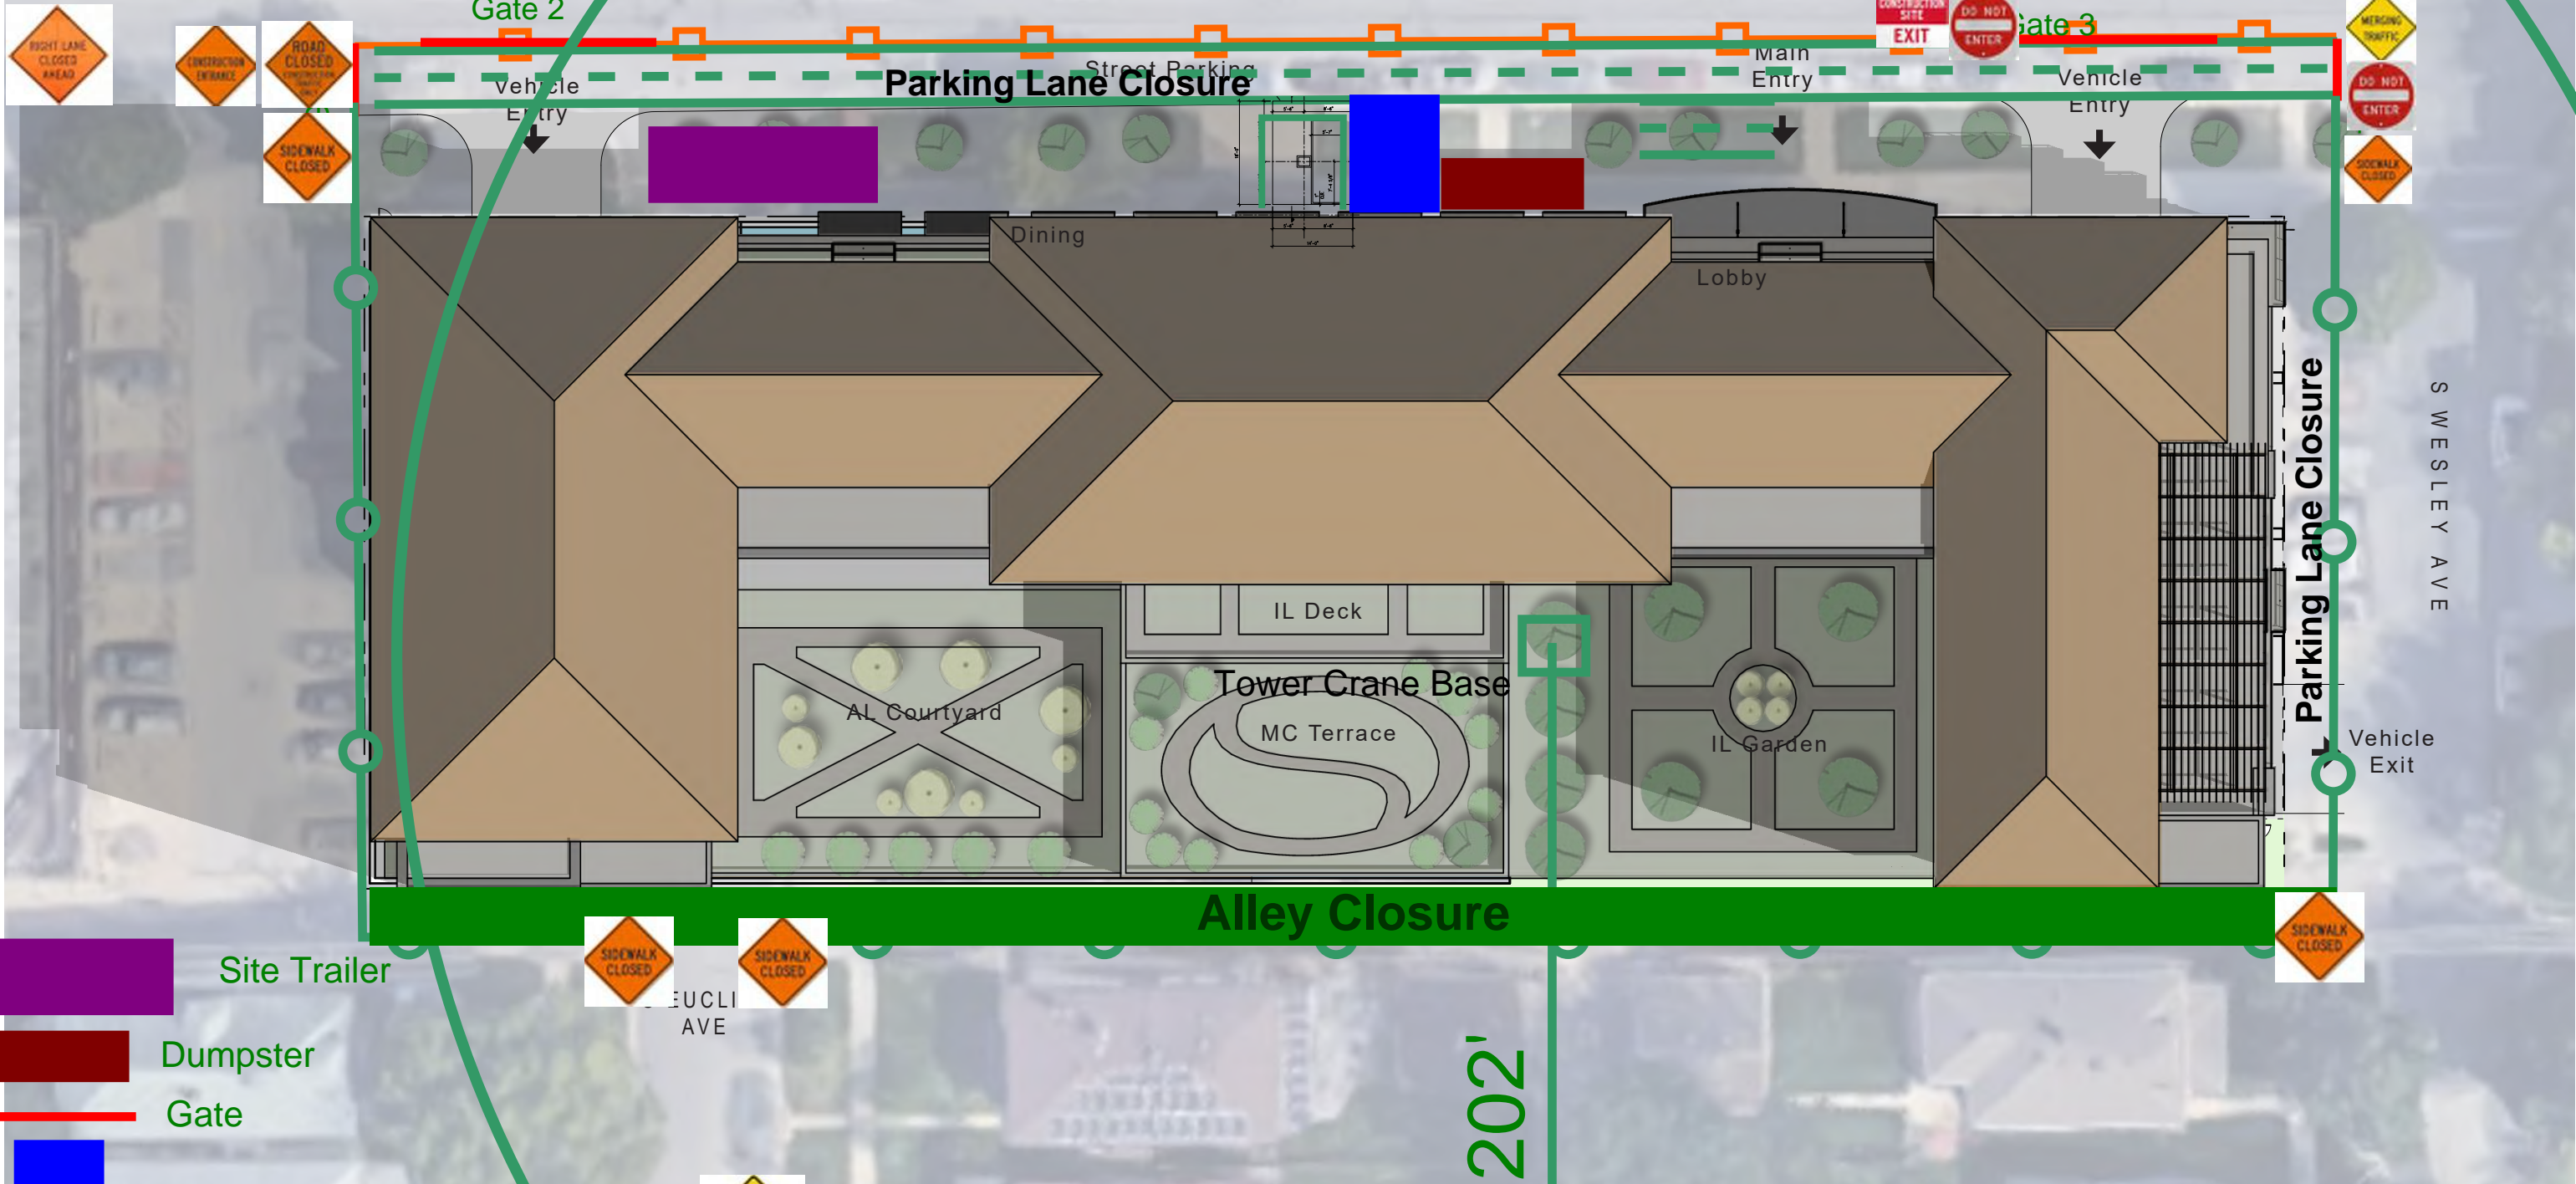 Gate 2
CONSTRUCTION
SITE
EXIT
DO NOT
ENTER
Gate 3
MERGING
TRAFFIC
RIGHT LANE
CLOSED
AHEAD
CONSTRUCTION
ENTRANCE
ROAD
CLOSED
CONSTRUCTION
TRAFFIC
ONLY
Street Parking
Parking Lane Closure
Main
Entry
Vehicle
Entry
Vehicle
Entry
DO NOT
ENTER
SIDEWALK
CLOSED
SIDEWALK
CLOSED
Dining
Lobby
Parking Lane Closure
S WESLEY AVE
IL Deck
Tower Crane Base
AL Courtyard
MC Terrace
IL Garden
Vehicle
Exit
Alley Closure
SIDEWALK
CLOSED
SIDEWALK
CLOSED
SIDEWALK
CLOSED
Site Trailer
EUCLI
AVE
Dumpster
202'
Gate